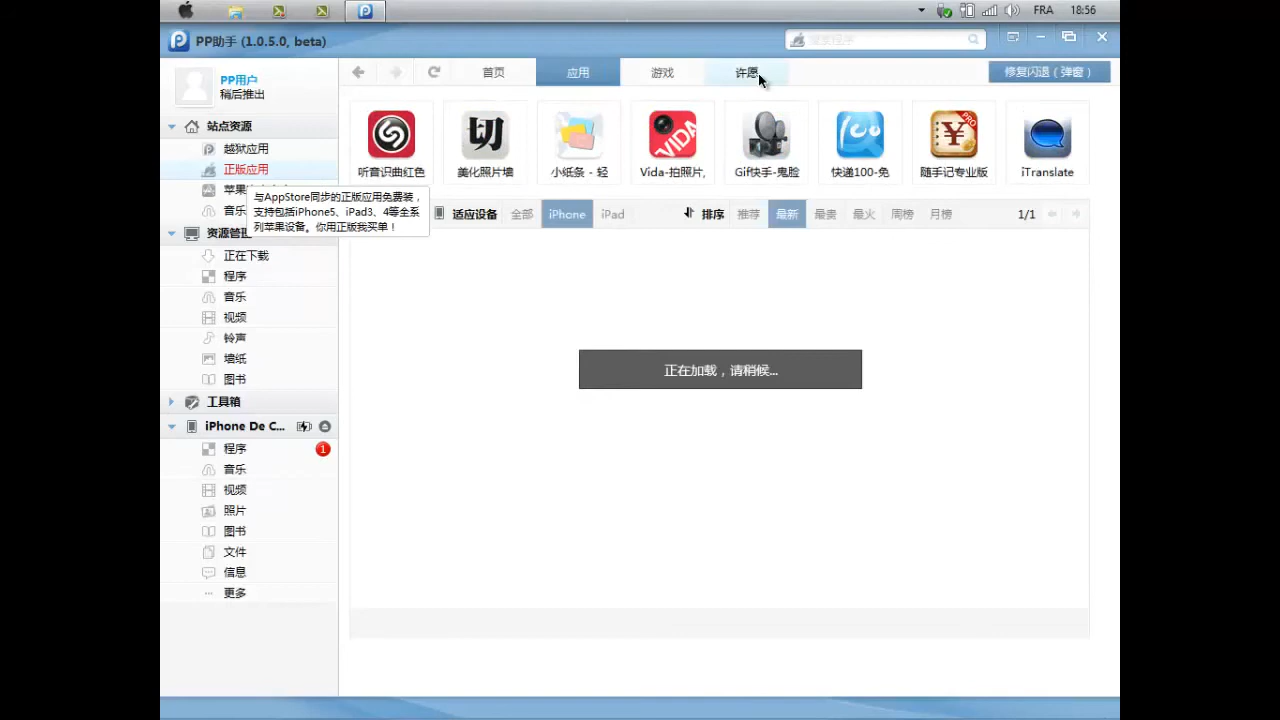 FRA
18:56
PP助手 (1.0.5.0, beta)
PP用户
稍后推出
首页
应用
游戏
许愿
修复闪退（弹窗）
站点资源
越狱应用
正版应用
音乐
资源管
正在下载
程序
音乐
视频
铃声
墙纸
图书
工具箱
iPhone De C...
程序
1
音乐
视频
照片
图书
文件
信息
更多
与AppStore同步的正版应用免费装，
支持包括iPhone5、iPad3、4等全系
列苹果设备。你用正版我买单！
听音识曲红色
美化照片墙
小纸条 - 轻
VIDA
Vida-拍照片,
Gif快手-鬼脸
快递100-免
PRO
随手记专业版
iTranslate
切
适应设备
全部
iPhone
iPad
排序
推荐
最新
最贵
最火
周榜
月榜
1/1
正在加载，请稍候...